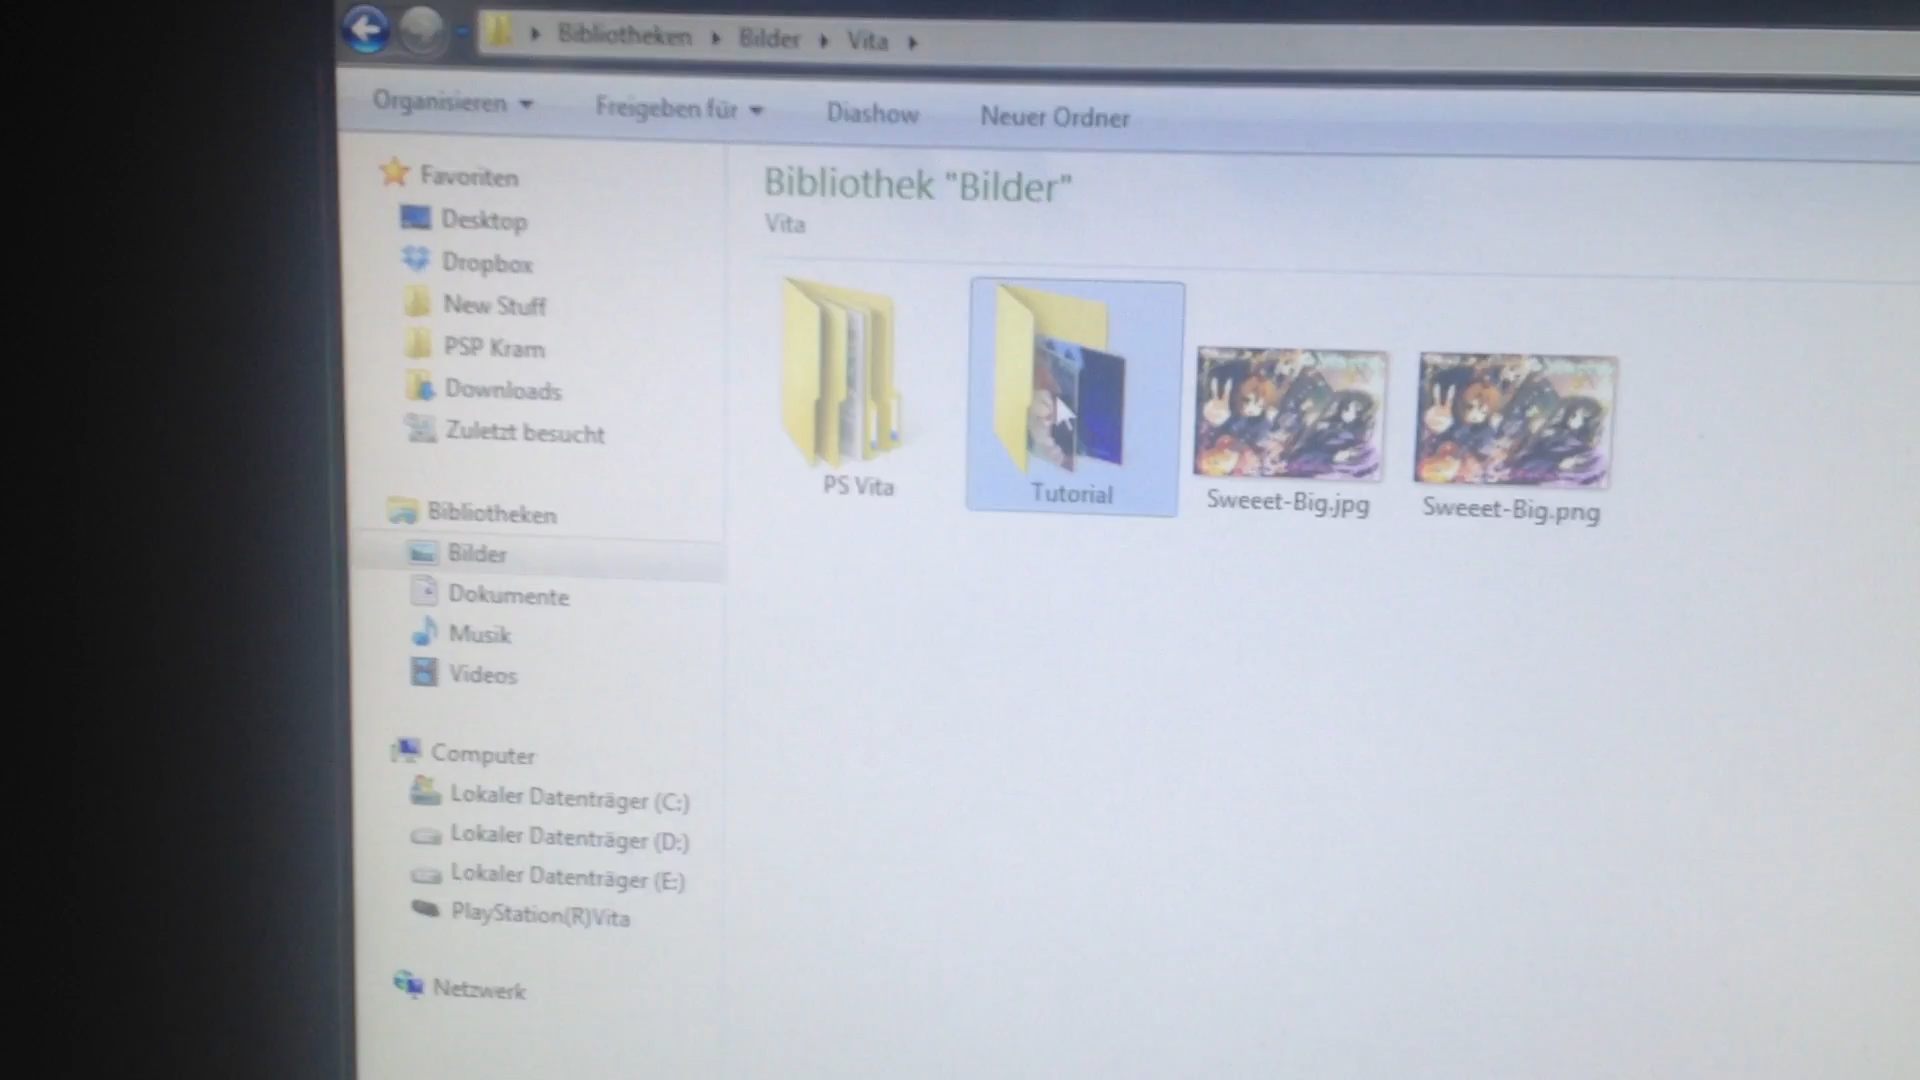 Bibliotheken Bilder Vita
Organisieren Freigeben für Diashow Neuer Ordner
Favoriten
Desktop
Dropbox
New Stuff
PSP Kram
Downloads
Zuletzt besucht
Bibliotheken
Bilder
Dokumente
Musik
Videos
Computer
Lokaler Datenträger (C:)
Lokaler Datenträger (D:)
Lokaler Datenträger (E:)
PlayStation(R)Vita
Netzwerk
Bibliothek "Bilder"
Vita
PS Vita
Tutorial
Sweeet-Big.jpg
Sweeet-Big.png